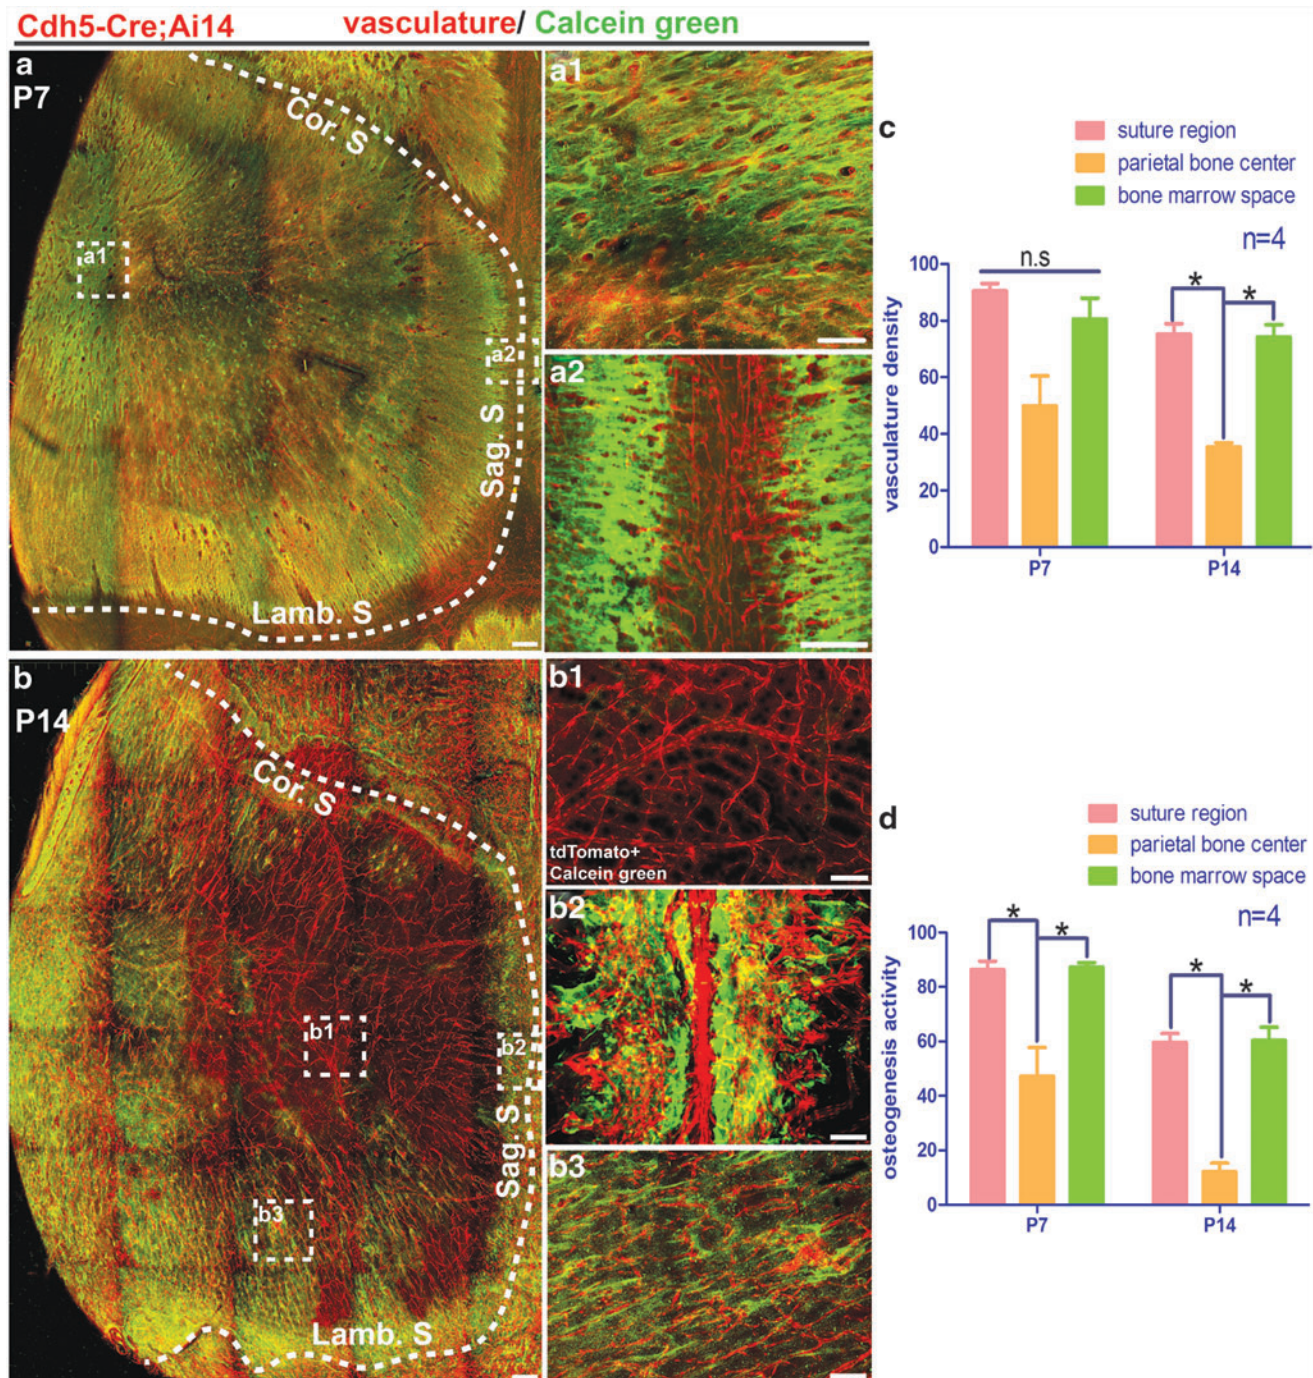 Cdh5-Cre;Ai14 vasculature/ Calcein green
a
P7
Cor. S
a1
a2
Sag. S
Lamb. S
a1
a2
b
P14
Cor. S
b1
b2
Sag. S
b3
Lamb. S
b1
tdTomato+
Calcein green
b2
b3
c
suture region
parietal bone center
bone marrow space
n=4
n.s
* *
vasculature density
100
80
60
40
20
0
P7 P14
d
suture region
parietal bone center
bone marrow space
n=4
* *
* *
osteogenesis activity
100
80
60
40
20
0
P7 P14